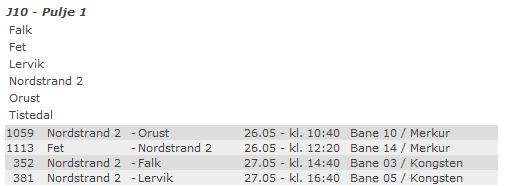 J10 - Pulje 1
Falk
Fet
Lervik
Nordstrand 2
Orust
Tistedal
1059 Nordstrand 2 - Orust 26.05 - kl. 10:40 Bane 10 / Merkur
1113 Fet - Nordstrand 2 26.05 - kl. 12:20 Bane 14 / Merkur
352 Nordstrand 2 - Falk 27.05 - kl. 14:40 Bane 03 / Kongsten
381 Nordstrand 2 - Lervik 27.05 - kl. 16:40 Bane 05 / Kongsten